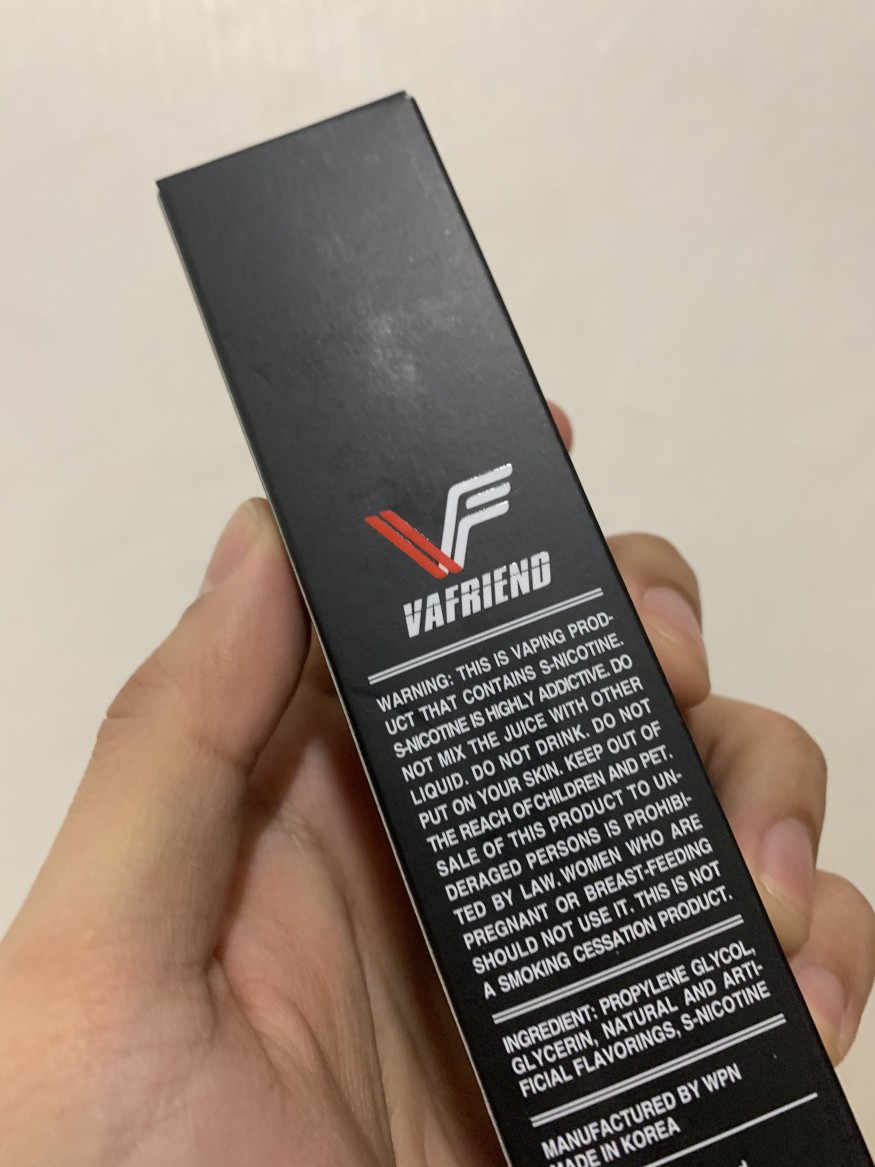 VF
VAFRIEND
WARNING: THIS IS VAPING PROD-
UCT THAT CONTAINS S-NICOTINE.
S-NICOTINE IS HIGHLY ADDICTIVE. DO
NOT MIX THE JUICE WITH OTHER
LIQUID. DO NOT DRINK. DO NOT
PUT ON YOUR SKIN. KEEP OUT OF
THE REACH OF CHILDREN AND PET.
SALE OF THIS PRODUCT TO UN-
DERAGED PERSONS IS PROHIBI-
TED BY LAW. WOMEN WHO ARE
PREGNANT OR BREAST-FEEDING
SHOULD NOT USE IT. THIS IS NOT
A SMOKING CESSATION PRODUCT.
INGREDIENT: PROPYLENE GLYCOL,
GLYCERIN, NATURAL AND ARTI-
FICIAL FLAVORINGS, S-NICOTINE
MANUFACTURED BY WPN
MADE IN KOREA